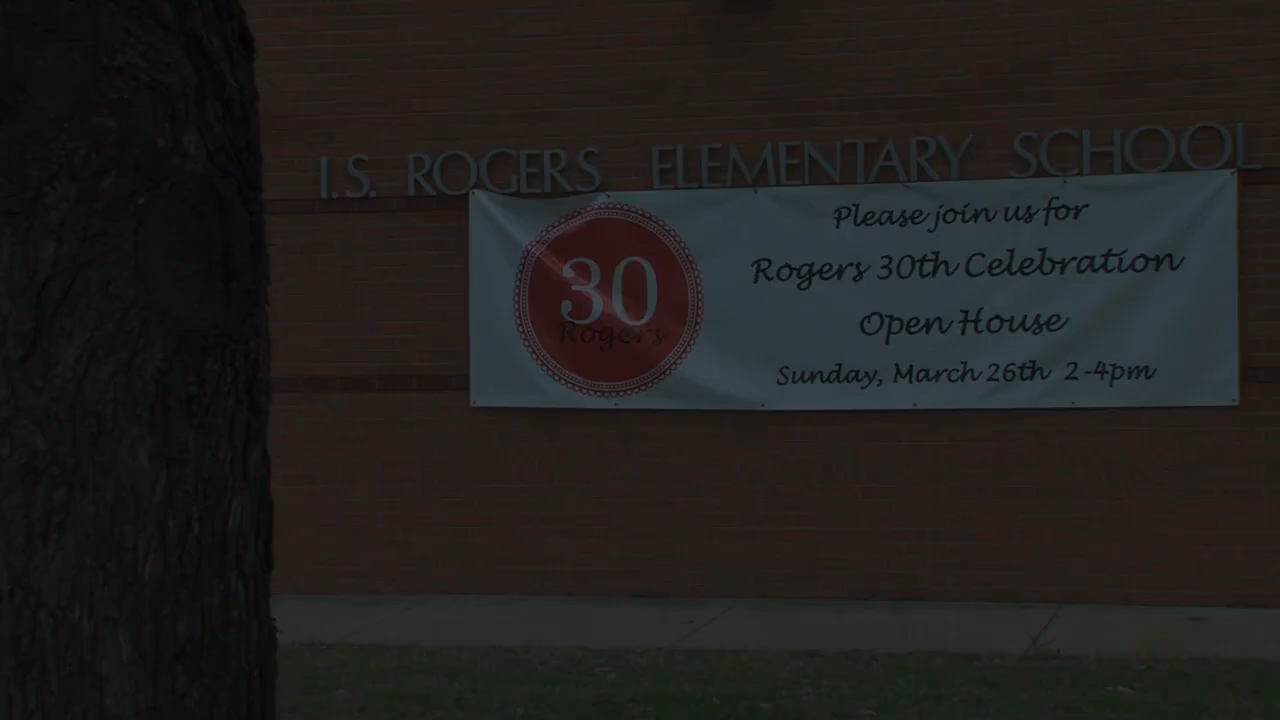 I.S. ROGERS ELEMENTARY SCHOOL
30
Rogers
Please join us for
Rogers 30th Celebration
Open House
Sunday, March 26th 2-4pm